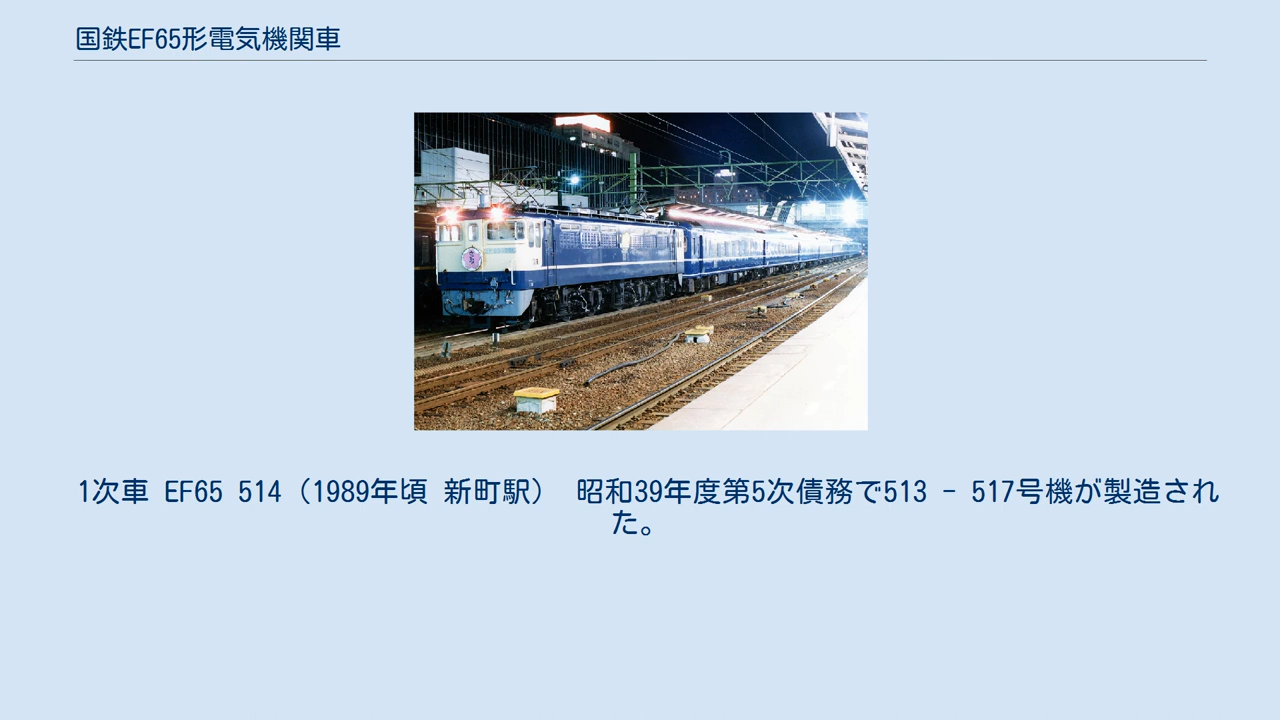 国鉄EF65形電気機関車
1次車 EF65 514（1989年頃 新町駅） 昭和39年度第5次債務で513 - 517号機が製造され
た。